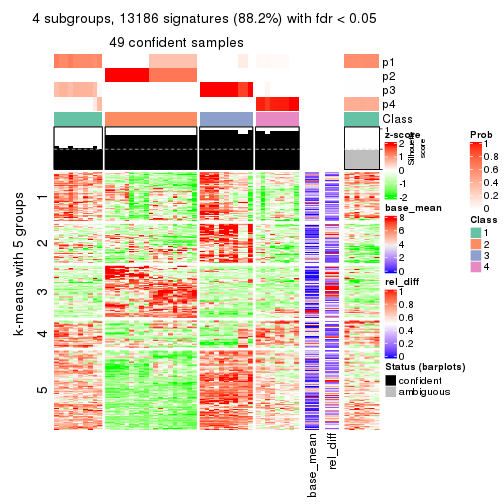 4 subgroups, 13186 signatures (88.2%) with fdr < 0.05
49 confident samples
p1
p2
p3
p4
Class
1
Silhouette
score
k-means with 5 groups
1
2
3
4
5
base_mean
rel_diff
z-score
2
1
0
-1
-2
base_mean
8
6
4
2
0
rel_diff
1
0.8
0.6
0.4
0.2
0
Status (barplots)
confident
ambiguous
Prob
1
0.8
0.6
0.4
0.2
0
Class
1
2
3
4